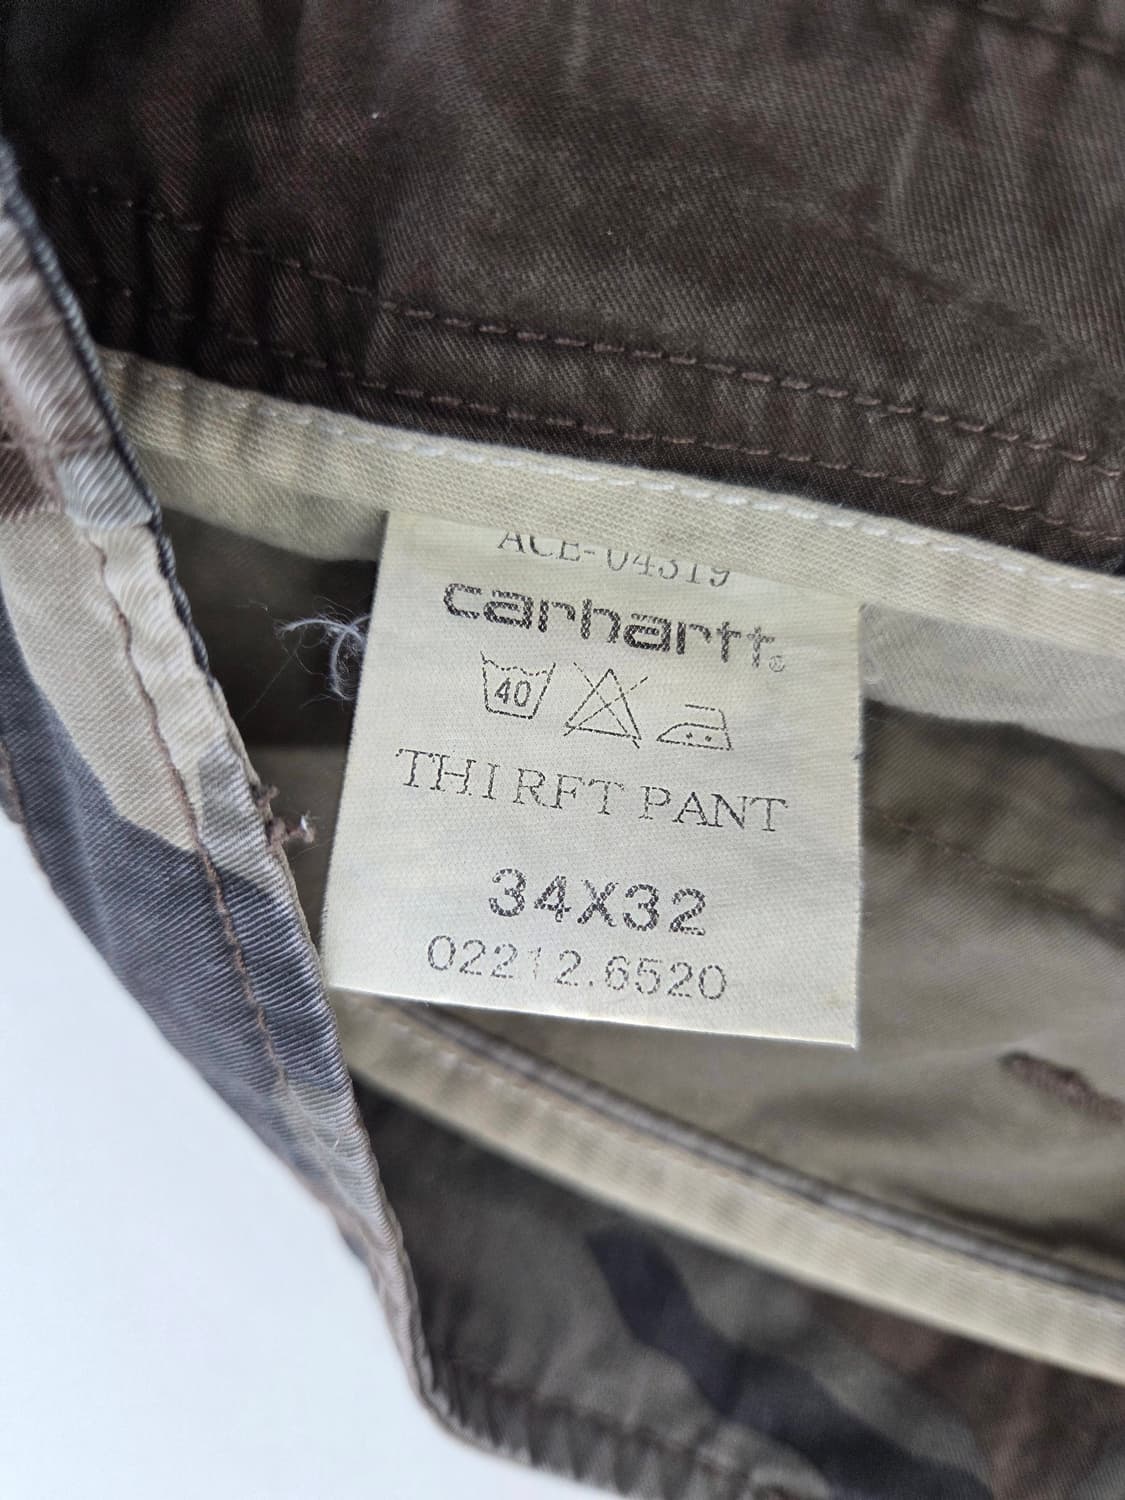 ACE-04319
carhartt®
40
THIRFT PANT
34X32
02212.6520